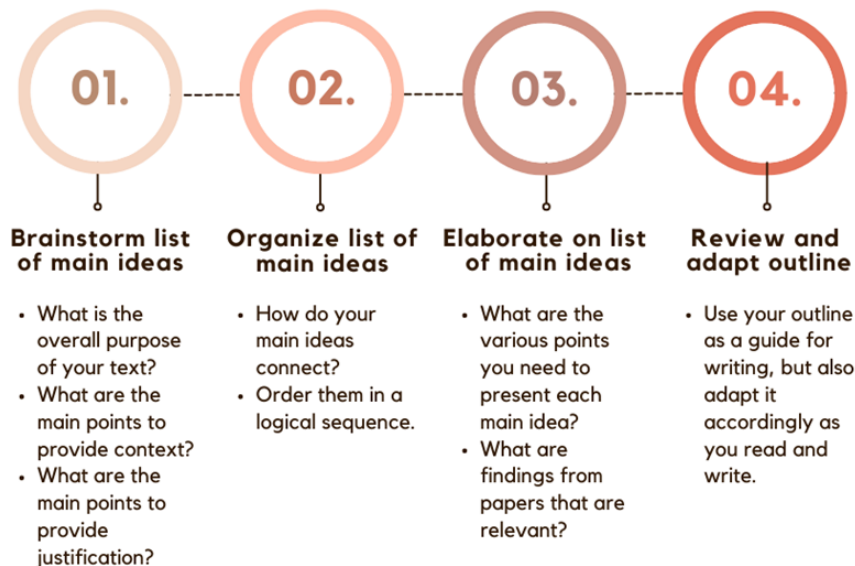 01.
02.
03.
04.
Brainstorm list
of main ideas
• What is the
overall purpose
of your text?
• What are the
main points to
provide context?
• What are the
main points to
provide
justification?
Organize list of
main ideas
• How do your
main ideas
connect?
• Order them in a
logical sequence.
Elaborate on list
of main ideas
• What are the
various points
you need to
present each
main idea?
• What are
findings from
papers that are
relevant?
Review and
adapt outline
• Use your outline
as a guide for
writing, but also
adapt it
accordingly as
you read and
write.